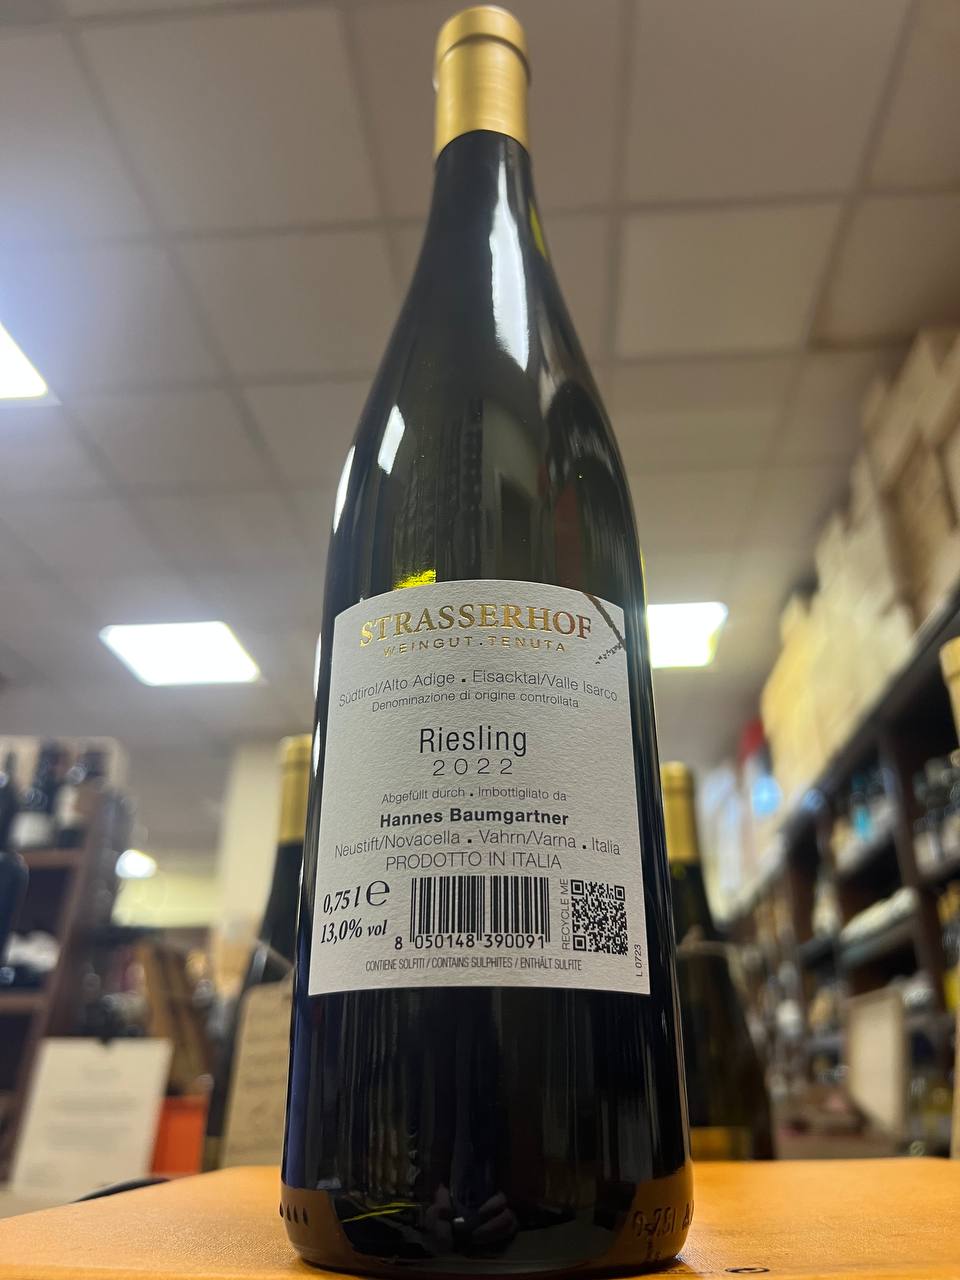 STRASSERHOF
WEINGUT.TENUTA
Südtirol/Alto Adige . Eisacktal/Valle Isarco
Denominazione di origine controllata
Riesling
2022
Abgefüllt durch . Imbottigliato da
Hannes Baumgartner
Neustift/Novacella . Vahrn/Varna . Italia
PRODOTTO IN ITALIA
0,75 l e
13,0% vol
8 050148 390091
RECYCLE ME
L 0723
CONTIENE SOLFITI / CONTAINS SULPHITES / ENTHÄLT SULFITE